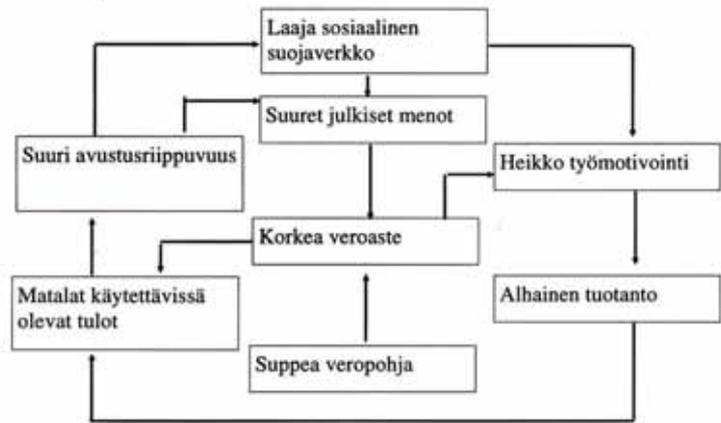 Laaja sosiaalinen
suojaverkko
Suuret julkiset menot
Suuri avustusriippuvuus
Heikko työmotivointi
Korkea veroaste
Matalat käytettävissä
olevat tulot
Alhainen tuotanto
Suppea veropohja